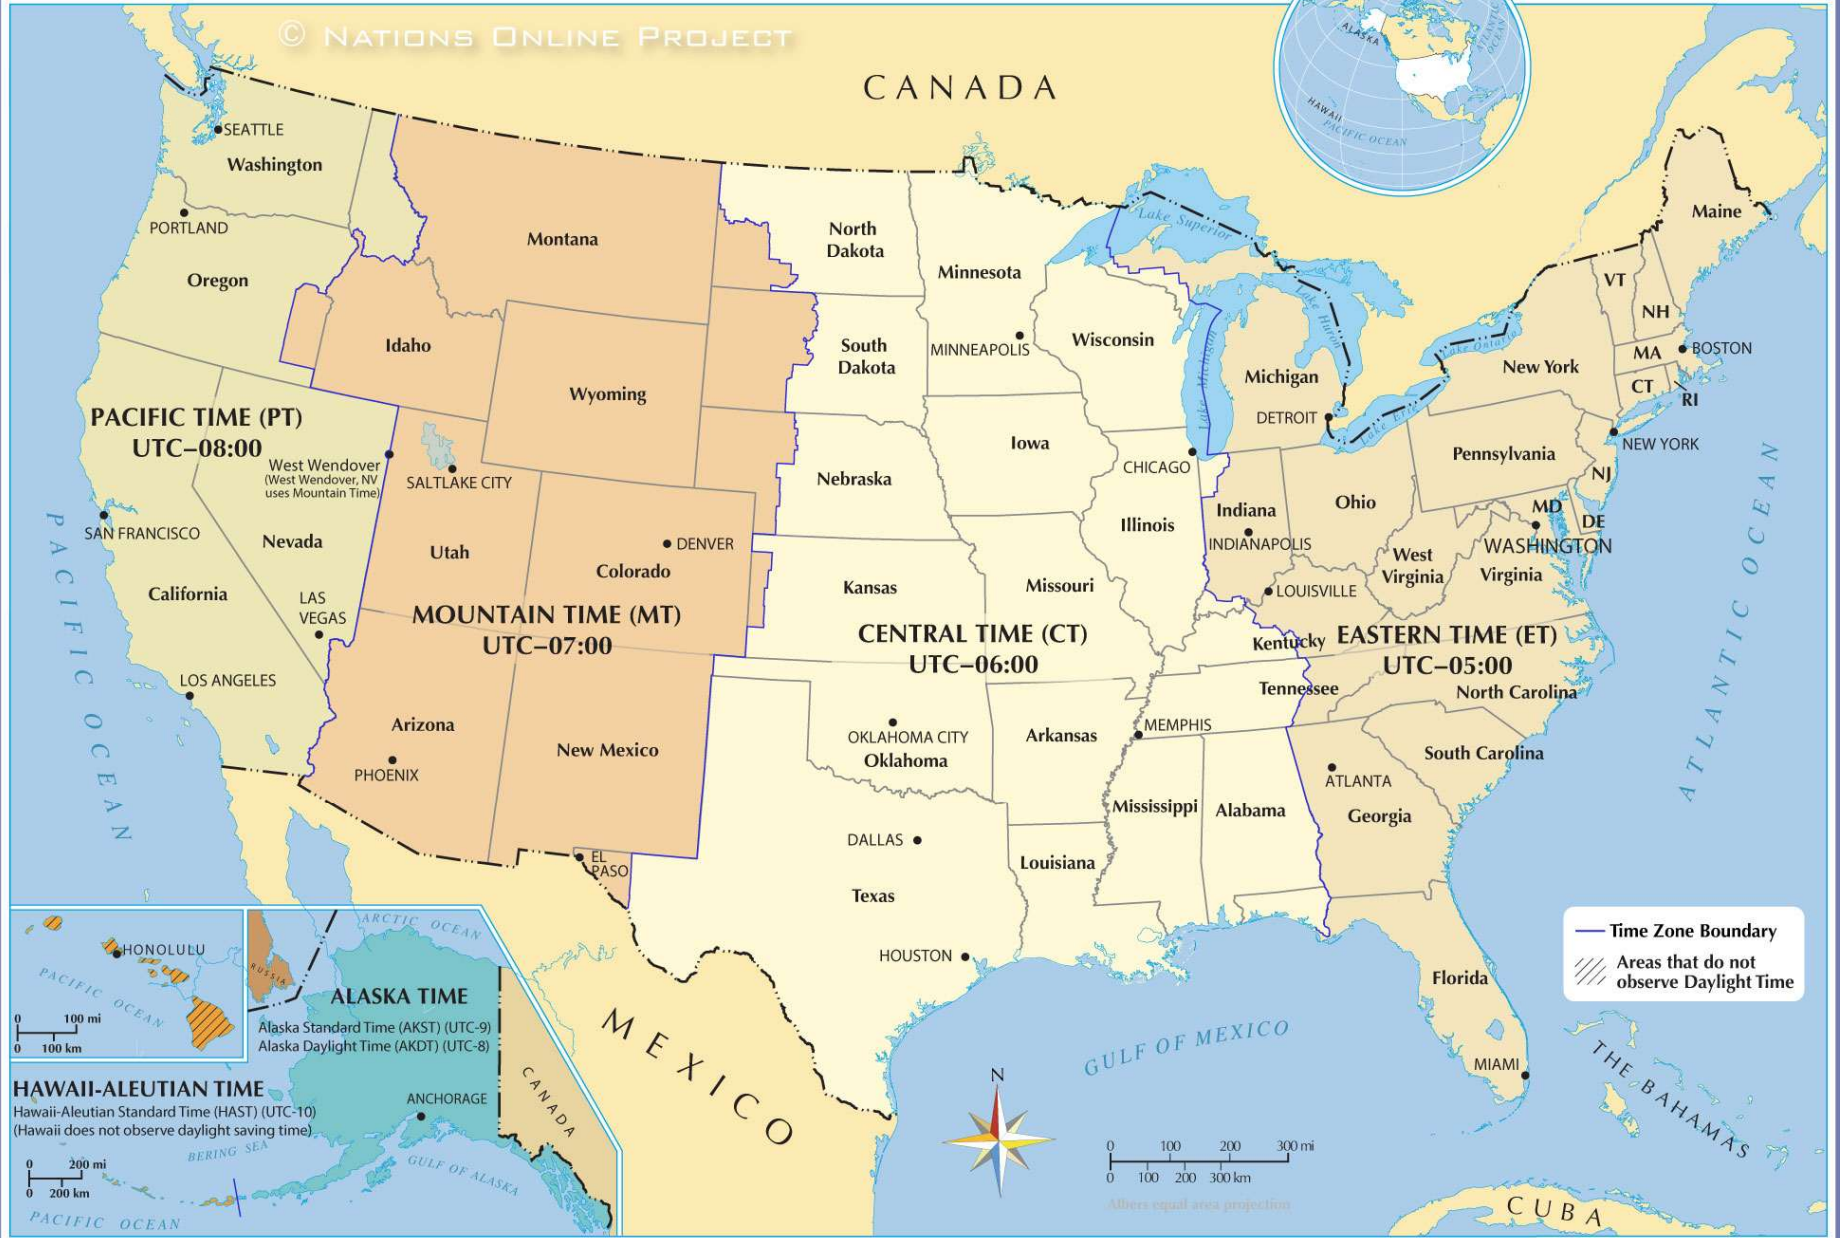 © NATIONS ONLINE PROJECT
CANADA
ALASKA
ATLANTIC
OCEAN
HAWAII
PACIFIC OCEAN
SEATTLE
Washington
PORTLAND
Oregon
Montana
Idaho
Wyoming
North
Dakota
South
Dakota
Minnesota
MINNEAPOLIS
Wisconsin
Lake Superior
Lake Michigan
Lake Huron
Lake Ontario
Lake Erie
Michigan
DETROIT
Maine
VT
NH
MA
BOSTON
CT
RI
New York
NEW YORK
Pennsylvania
NJ
MD
DE
WASHINGTON
PACIFIC TIME (PT)
UTC–08:00
West Wendover
(West Wendover, NV
uses Mountain Time)
SALTLAKE CITY
SAN FRANCISCO
Nevada
California
LAS
VEGAS
LOS ANGELES
Utah
DENVER
Colorado
MOUNTAIN TIME (MT)
UTC–07:00
Arizona
PHOENIX
New Mexico
EL
PASO
Nebraska
Iowa
CHICAGO
Illinois
Kansas
Missouri
CENTRAL TIME (CT)
UTC–06:00
OKLAHOMA CITY
Oklahoma
Arkansas
MEMPHIS
DALLAS
Texas
HOUSTON
Louisiana
Mississippi
Alabama
Indiana
INDIANAPOLIS
Ohio
West
Virginia
Virginia
LOUISVILLE
Kentucky
EASTERN TIME (ET)
UTC–05:00
Tennessee
North Carolina
South Carolina
ATLANTA
Georgia
Florida
MIAMI
PACIFIC OCEAN
ATLANTIC OCEAN
GULF OF MEXICO
MEXICO
THE BAHAMAS
CUBA
Time Zone Boundary
Areas that do not
observe Daylight Time
N
0 100 200 300 mi
0 100 200 300 km
Albers equal area projection
HONOLULU
PACIFIC OCEAN
0 100 mi
0 100 km
HAWAII-ALEUTIAN TIME
Hawaii-Aleutian Standard Time (HAST) (UTC-10)
(Hawaii does not observe daylight saving time)
ARCTIC OCEAN
RUSSIA
ALASKA TIME
Alaska Standard Time (AKST) (UTC-9)
Alaska Daylight Time (AKDT) (UTC-8)
CANADA
ANCHORAGE
BERING SEA
GULF OF ALASKA
0 200 mi
0 200 km
PACIFIC OCEAN